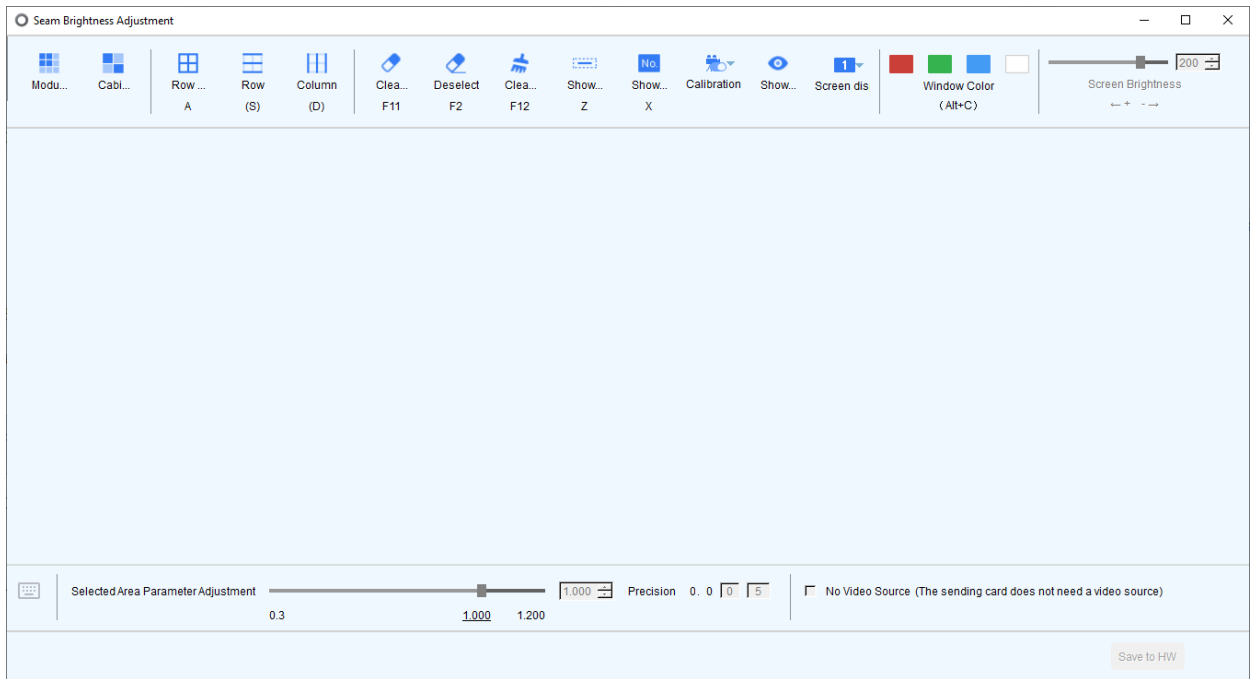 Seam Brightness Adjustment
Modu... Cabi... Row ... Row Column Clea... Deselect Clea... Show... No. Show... Calibration Show... 1 Screen dis Window Color 200 Screen Brightness
A (S) (D) F11 F2 F12 Z X (Alt+C) ←+ -→
Selected Area Parameter Adjustment 1.000 Precision 0. 0 0 5 No Video Source (The sending card does not need a video source)
0.3 1.000 1.200
Save to HW